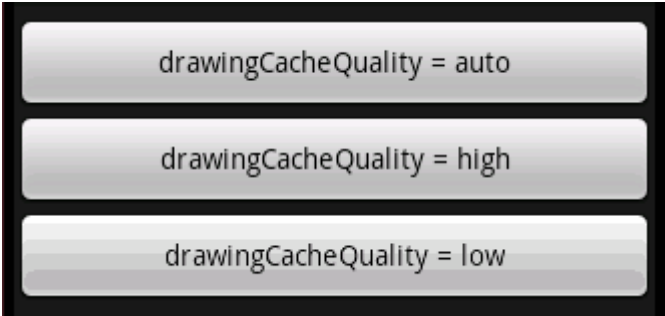 drawingCacheQuality = auto
drawingCacheQuality = high
drawingCacheQuality = low